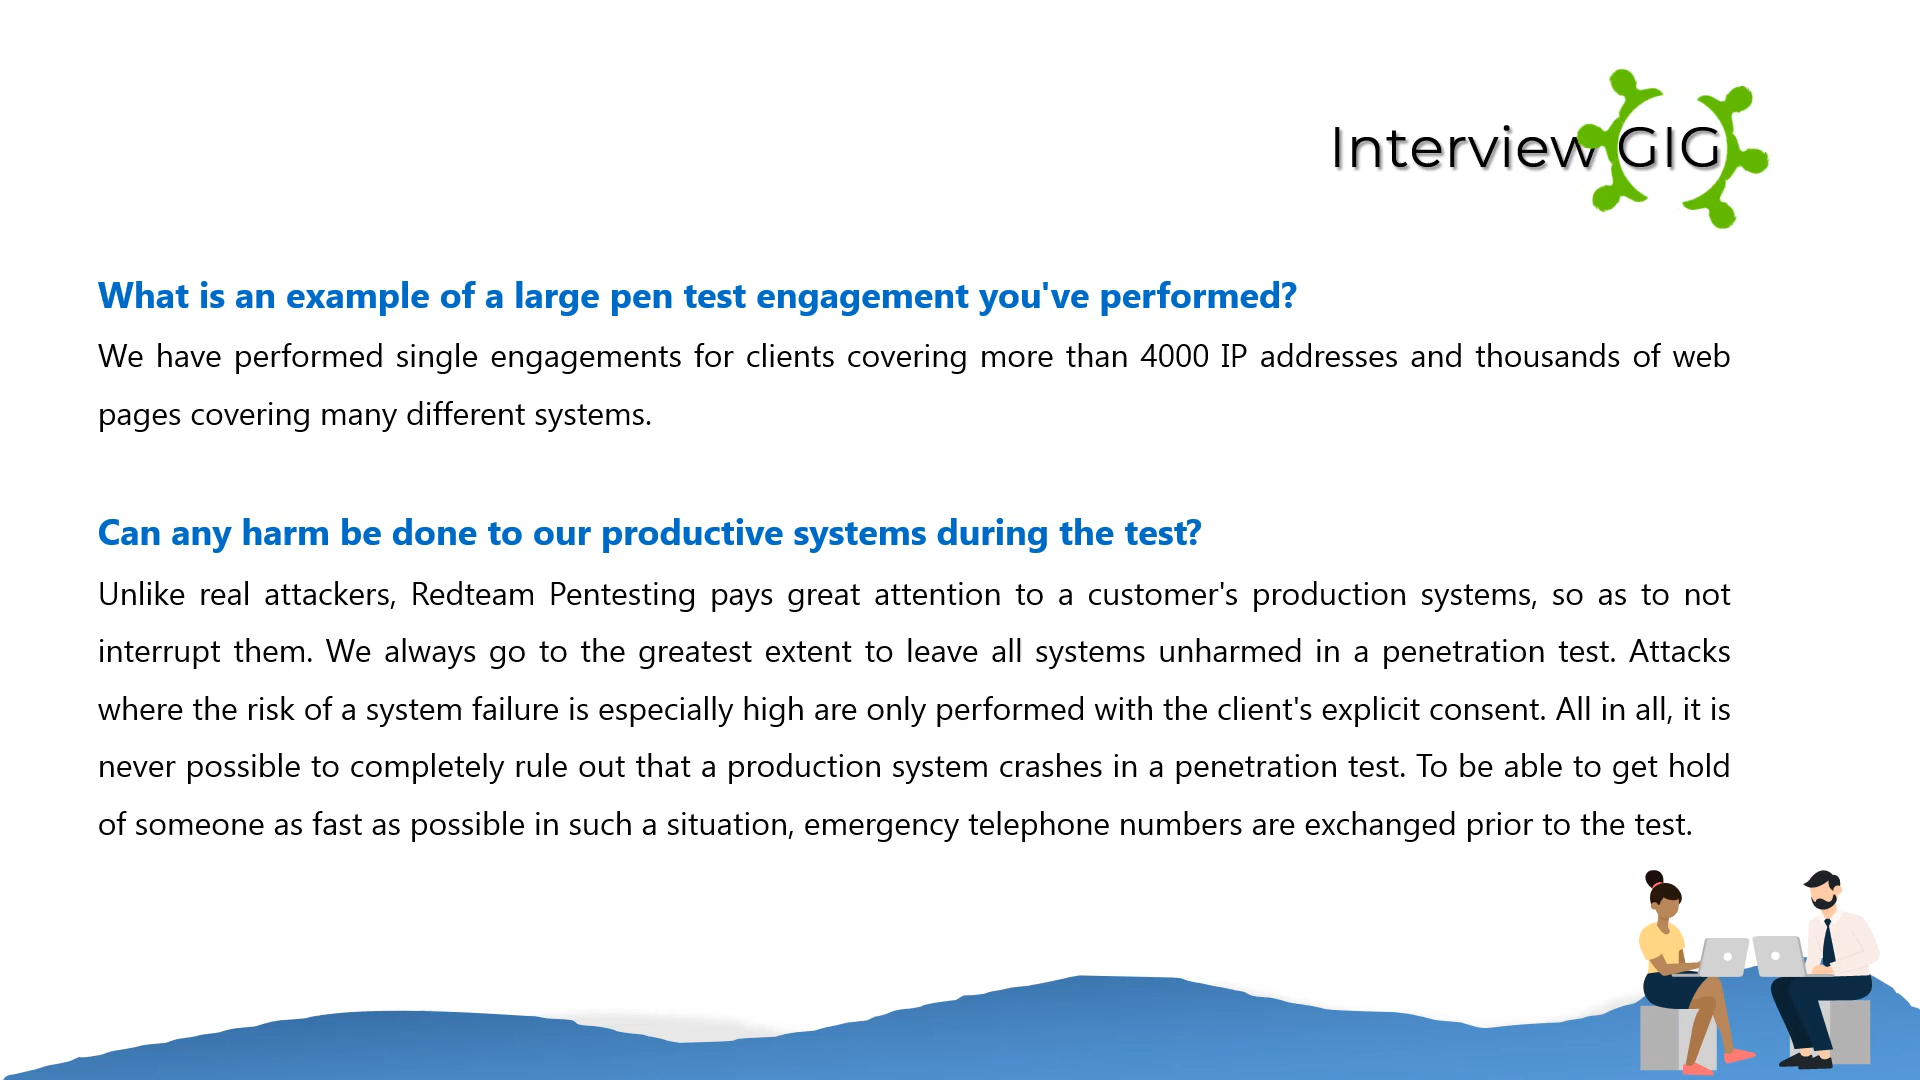 Interview GIG
What is an example of a large pen test engagement you've performed?
We have performed single engagements for clients covering more than 4000 IP addresses and thousands of web
pages covering many different systems.
Can any harm be done to our productive systems during the test?
Unlike real attackers, Redteam Pentesting pays great attention to a customer's production systems, so as to not
interrupt them. We always go to the greatest extent to leave all systems unharmed in a penetration test. Attacks
where the risk of a system failure is especially high are only performed with the client's explicit consent. All in all, it is
never possible to completely rule out that a production system crashes in a penetration test. To be able to get hold
of someone as fast as possible in such a situation, emergency telephone numbers are exchanged prior to the test.